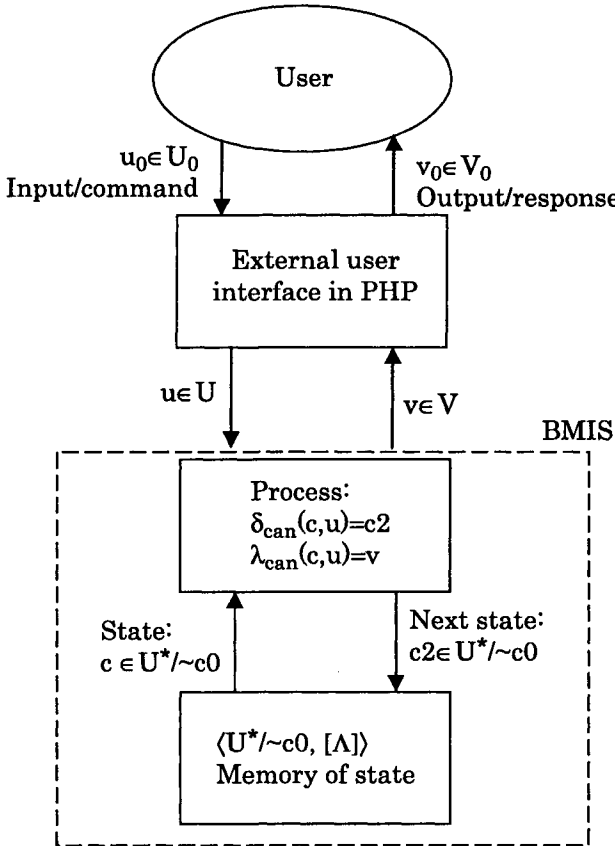 User
u₀∈U₀
Input/command
v₀∈V₀
Output/response
External user
interface in PHP
u∈U
v∈V
BMIS
Process:
δcan(c,u)=c2
λcan(c,u)=v
State:
c∈U*/~c0
Next state:
c2∈U*/~c0
⟨U*/~c0, [Λ]⟩
Memory of state